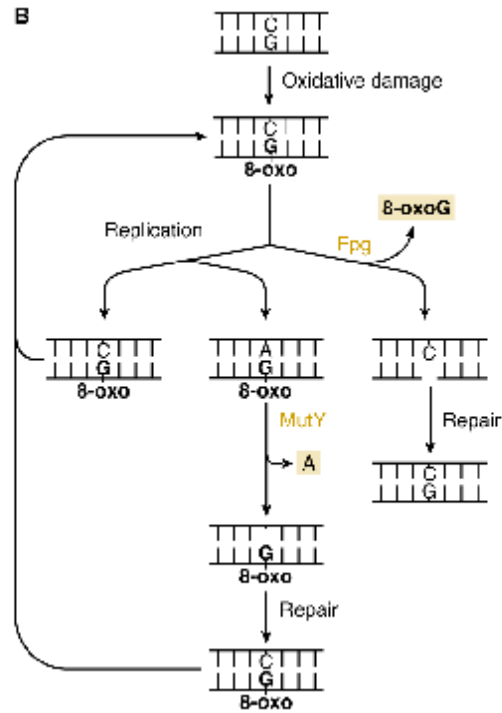 B
C
G
Oxidative damage
C
G
8-oxo
8-oxoG
Replication
Fpg
C
G
8-oxo
A
G
8-oxo
C
MutY
Repair
A
C
G
G
8-oxo
Repair
C
G
8-oxo